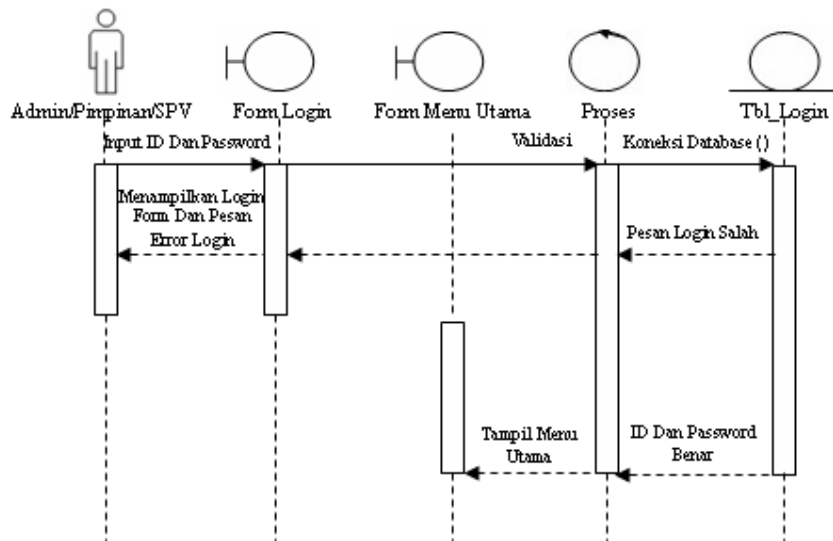 Admin/Pimpinan/SPV
Form Login
Form Menu Utama
Proses
Tbl_Login
Input ID Dan Password
Validasi
Koneksi Database ()
Menampilkan Login
Form Dan Pesan
Error Login
Pesan Login Salah
Tampil Menu
Utama
ID Dan Password
Benar